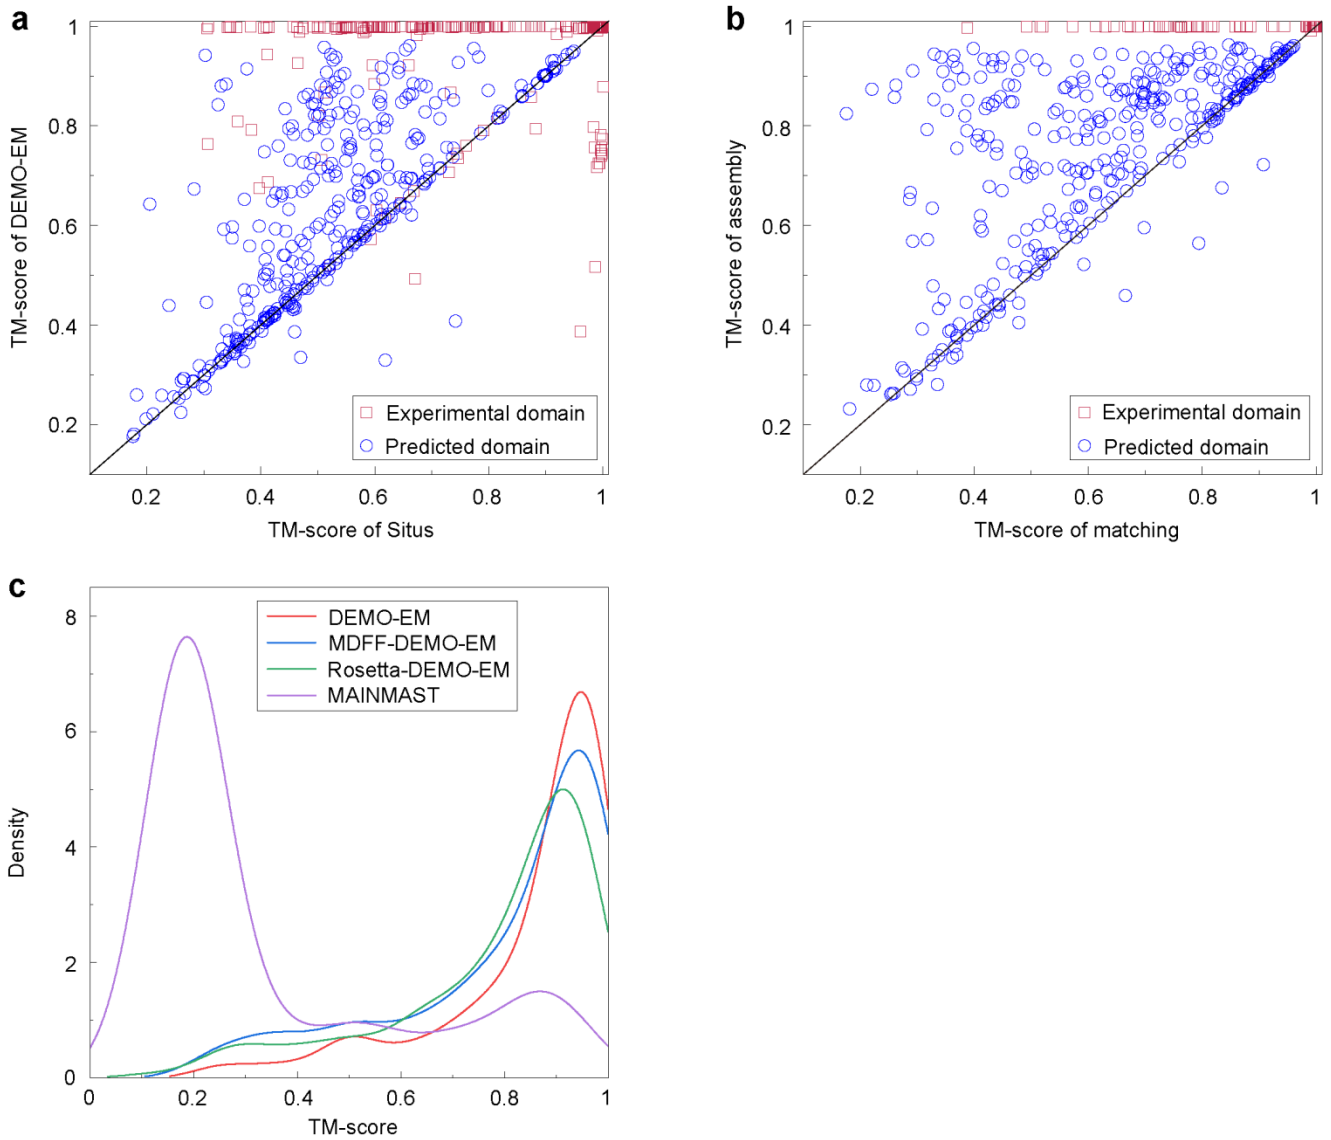 a
TM-score of DEMO-EM
1
0.8
0.6
0.4
0.2
Experimental domain
Predicted domain
0.2 0.4 0.6 0.8 1
TM-score of Situs
b
TM-score of assembly
1
0.8
0.6
0.4
0.2
Experimental domain
Predicted domain
0.2 0.4 0.6 0.8 1
TM-score of matching
c
Density
8
6
4
2
0
DEMO-EM
MDFF-DEMO-EM
Rosetta-DEMO-EM
MAINMAST
0 0.2 0.4 0.6 0.8 1
TM-score